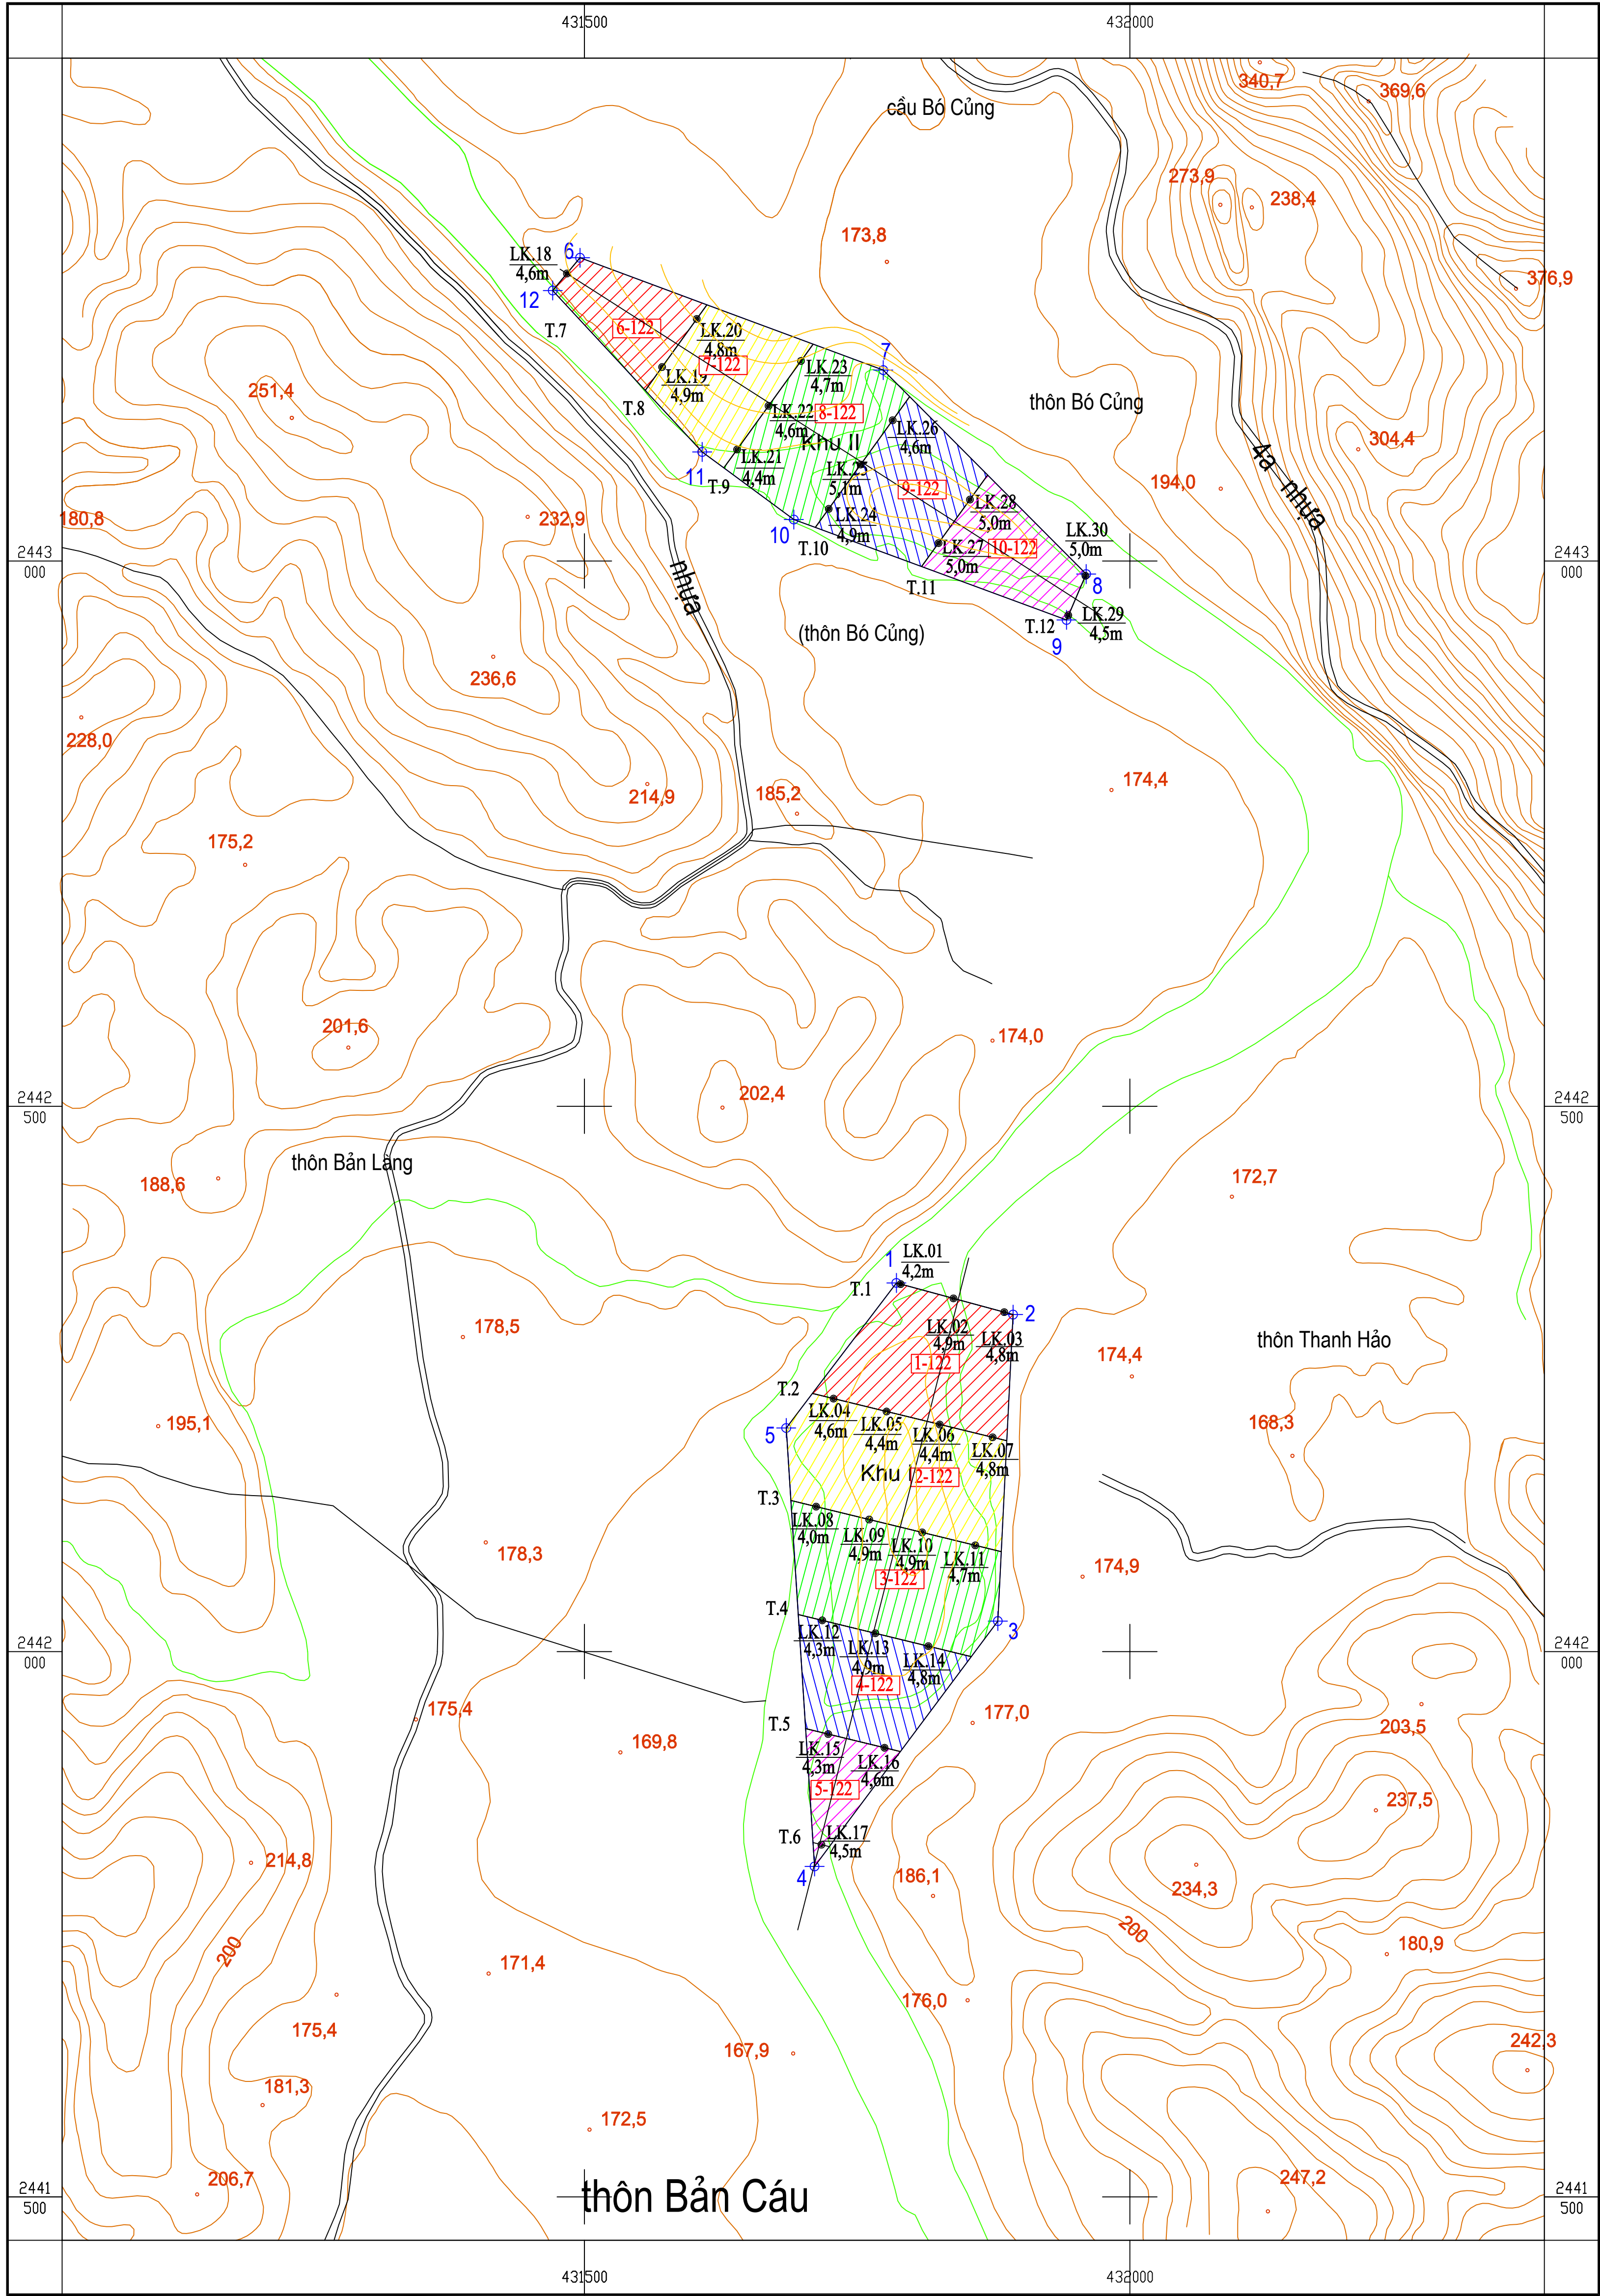 431500
432000
340,7
369,6
cầu Bó Củng
273,9
238,4
173,8
LK.18
4,6m
6
12
376,9
T.7
6-122
LK.20
4,8m
7-122
7
LK.23
4,7m
LK.19
4,9m
T.8
251,4
thôn Bó Củng
LK.22
4,6m
8-122
LK.26
4,6m
Khu II
304,4
4a nhựa
11
LK.21
4,4m
T.9
LK.25
5,1m
9-122
194,0
180,8
232,9
LK.24
4,9m
10
T.10
LK.28
5,0m
LK.30
5,0m
LK.27
5,0m
10-122
2443
000
2443
000
nhựa
T.11
8
LK.29
4,5m
T.12
9
(thôn Bó Củng)
236,6
228,0
214,9
185,2
174,4
175,2
201,6
174,0
202,4
2442
500
2442
500
thôn Bản Làng
188,6
172,7
1
LK.01
4,2m
T.1
2
LK.02
4,9m
LK.03
4,8m
178,5
thôn Thanh Hảo
1-122
174,4
T.2
LK.04
4,6m
LK.05
4,4m
LK.06
4,4m
LK.07
4,8m
5
195,1
168,3
Khu I
2-122
T.3
LK.08
4,0m
LK.09
4,9m
LK.10
4,9m
LK.11
4,7m
178,3
3-122
174,9
T.4
LK.12
4,3m
LK.13
4,9m
LK.14
4,8m
3
2442
000
2442
000
4-122
175,4
177,0
203,5
T.5
LK.15
4,3m
LK.16
4,6m
169,8
5-122
237,5
T.6
LK.17
4,5m
4
214,8
186,1
234,3
200
200
180,9
171,4
176,0
175,4
167,9
242,3
181,3
172,5
206,7
247,2
thôn Bản Cáu
2441
500
2441
500
431500
432000